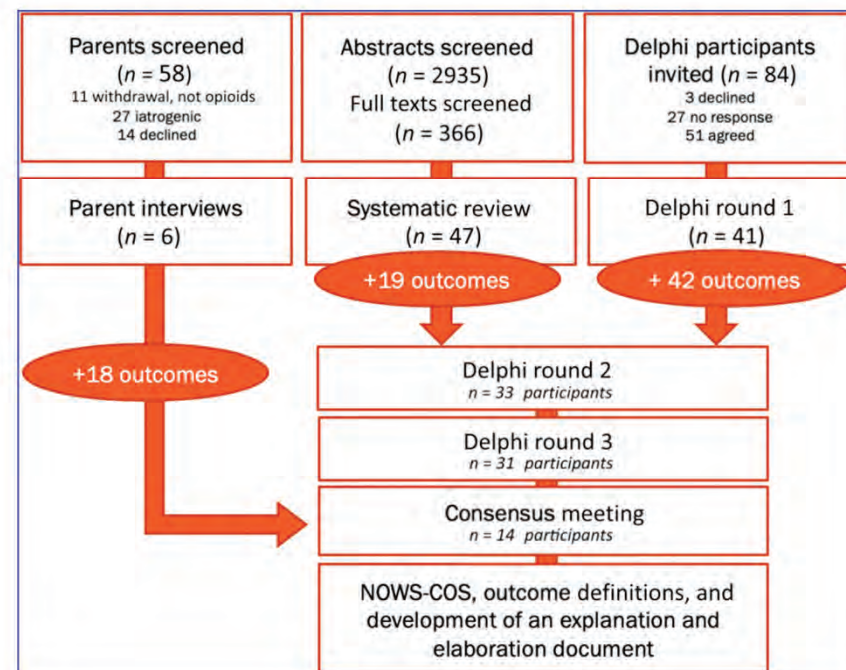 Parents screened
(n = 58)
11 withdrawal, not opioids
27 iatrogenic
14 declined
Abstracts screened
(n = 2935)
Full texts screened
(n = 366)
Delphi participants
invited (n = 84)
3 declined
27 no response
51 agreed
Parent interviews
(n = 6)
Systematic review
(n = 47)
Delphi round 1
(n = 41)
+19 outcomes
+ 42 outcomes
+18 outcomes
Delphi round 2
n = 33 participants
Delphi round 3
n = 31 participants
Consensus meeting
n = 14 participants
NOWS-COS, outcome definitions, and
development of an explanation and
elaboration document